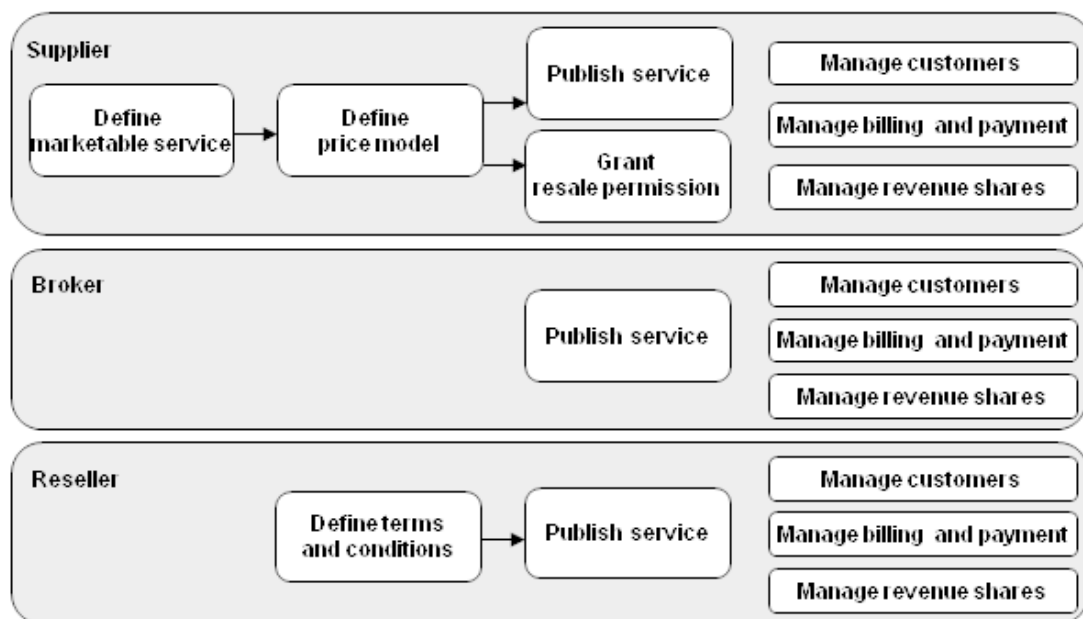 Supplier
Define
marketable service
Define
price model
Publish service
Grant
resale permission
Manage customers
Manage billing and payment
Manage revenue shares
Broker
Publish service
Manage customers
Manage billing and payment
Manage revenue shares
Reseller
Define terms
and conditions
Publish service
Manage customers
Manage billing and payment
Manage revenue shares